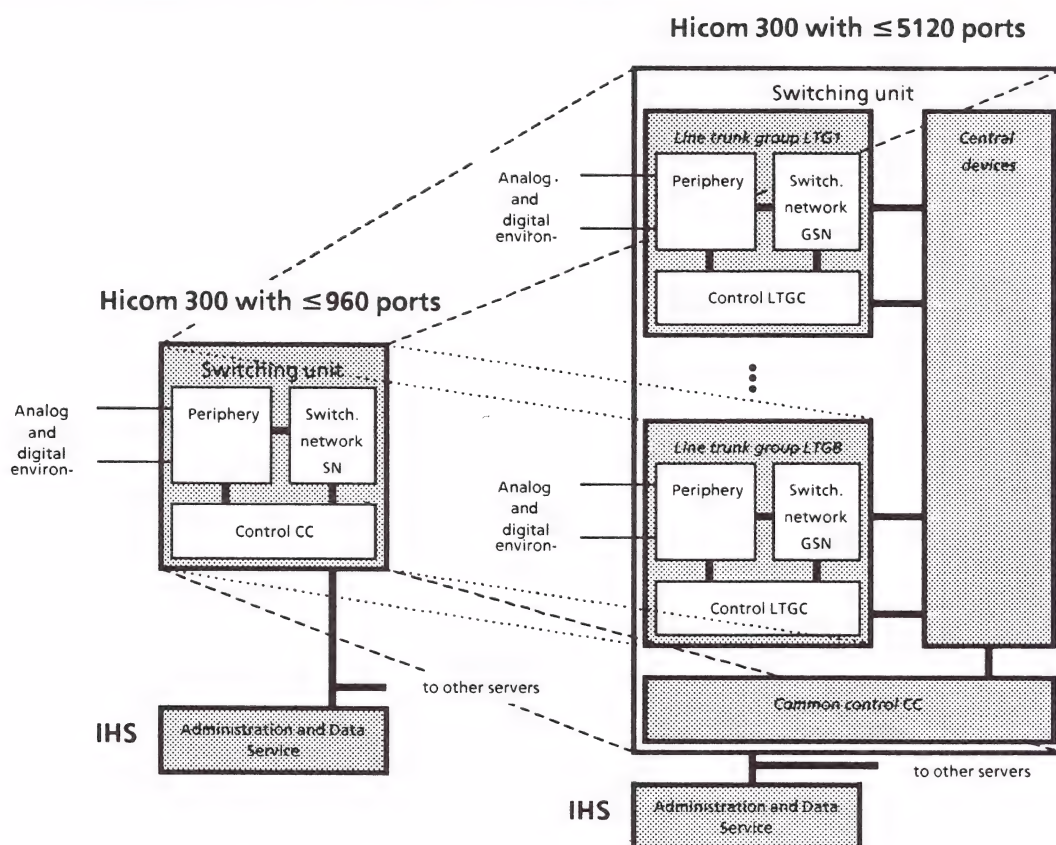 Hicom 300 with ≤5120 ports
Switching unit
Line trunk group LTG1
Periphery
Switch.
network
GSN
Control LTGC
Central
devices
Analog
and
digital
environ-
Hicom 300 with ≤960 ports
Switching unit
Periphery
Switch.
network
SN
Control CC
Analog
and
digital
environ-
Line trunk group LTG8
Periphery
Switch.
network
GSN
Control LTGC
Analog
and
digital
environ-
Common control CC
to other servers
IHS
Administration and Data
Service
to other servers
IHS
Administration and Data
Service